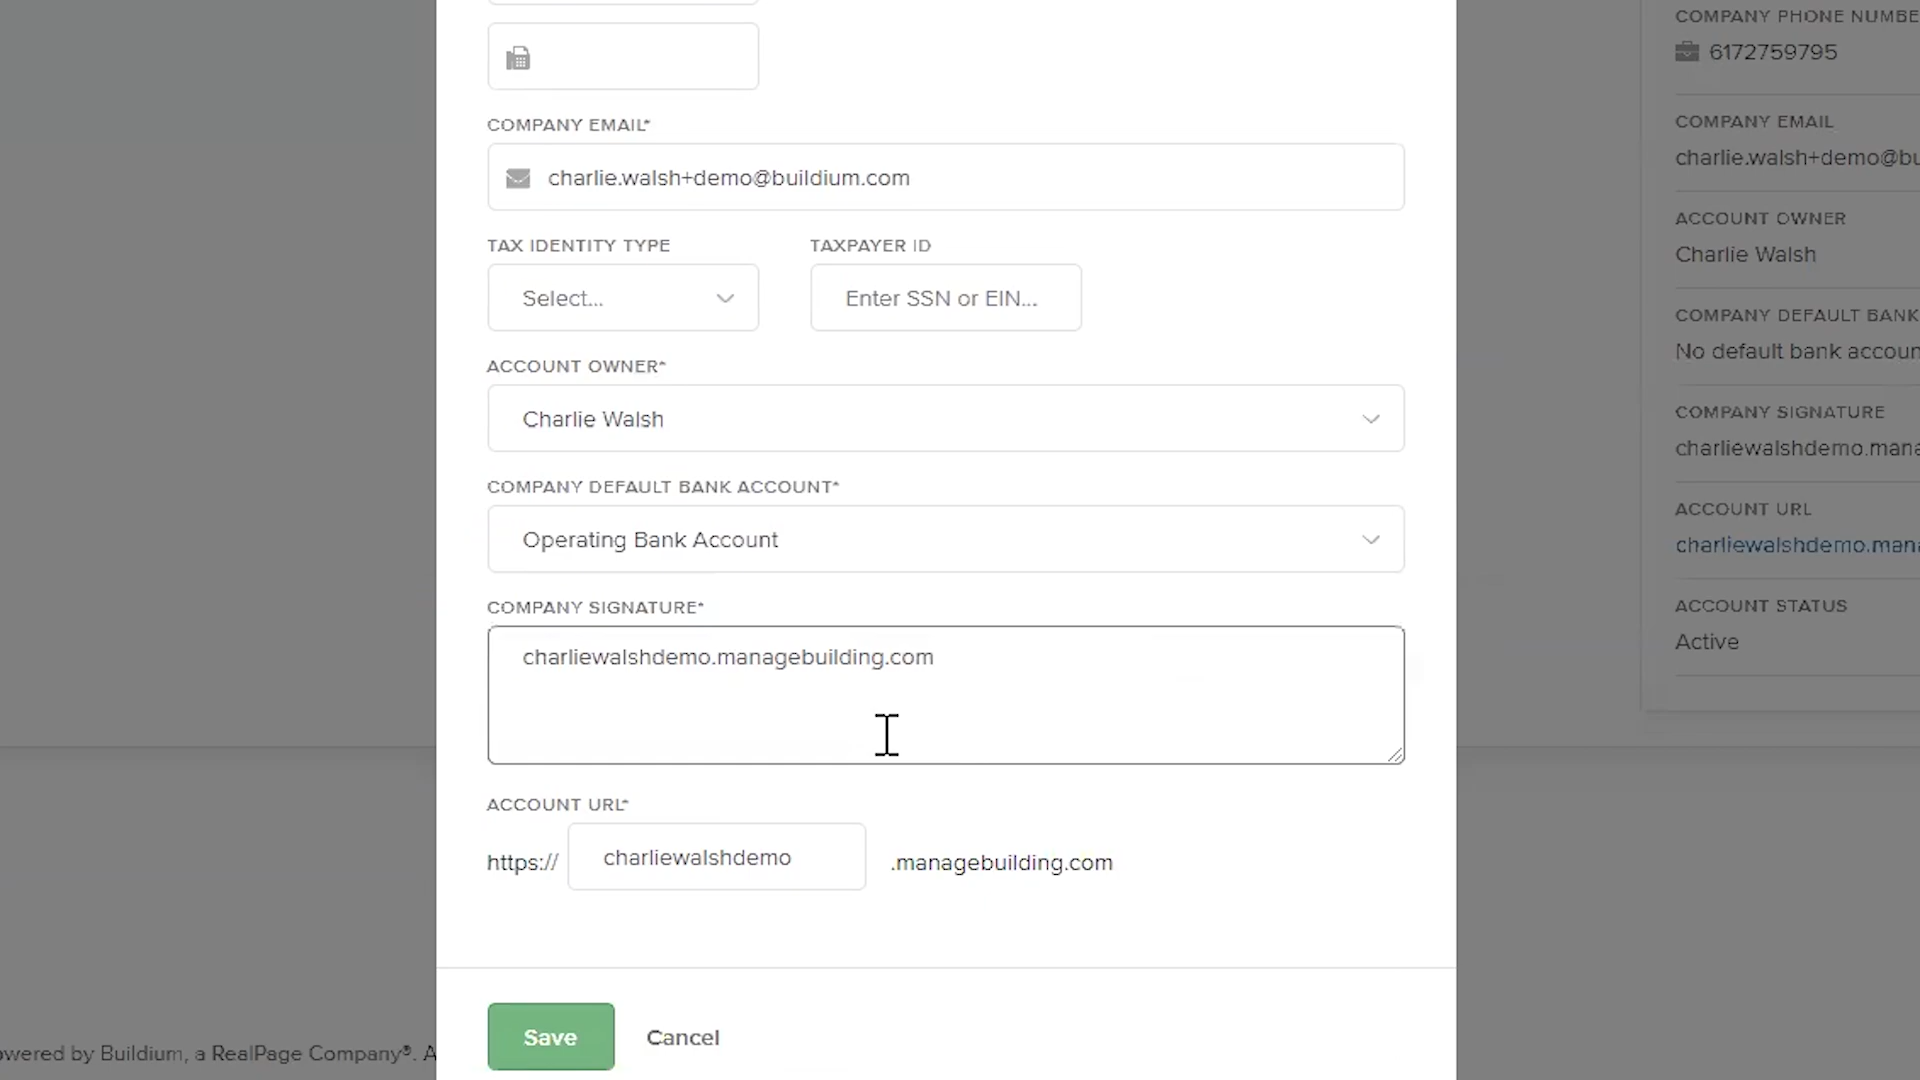 COMPANY EMAIL*
charlie.walsh+demo@buildium.com
TAX IDENTITY TYPE
TAXPAYER ID
Select...
Enter SSN or EIN...
ACCOUNT OWNER*
Charlie Walsh
COMPANY DEFAULT BANK ACCOUNT*
Operating Bank Account
COMPANY SIGNATURE*
charliewalshdemo.managebuilding.com
ACCOUNT URL*
https:// charliewalshdemo .managebuilding.com
Save
Cancel
COMPANY PHONE NUMBE
6172759795
COMPANY EMAIL
charlie.walsh+demo@bu
ACCOUNT OWNER
Charlie Walsh
COMPANY DEFAULT BANK
No default bank accoun
COMPANY SIGNATURE
charliewalshdemo.mana
ACCOUNT URL
charliewalshdemo.mana
ACCOUNT STATUS
Active
owered by Buildium, a RealPage Company®. A